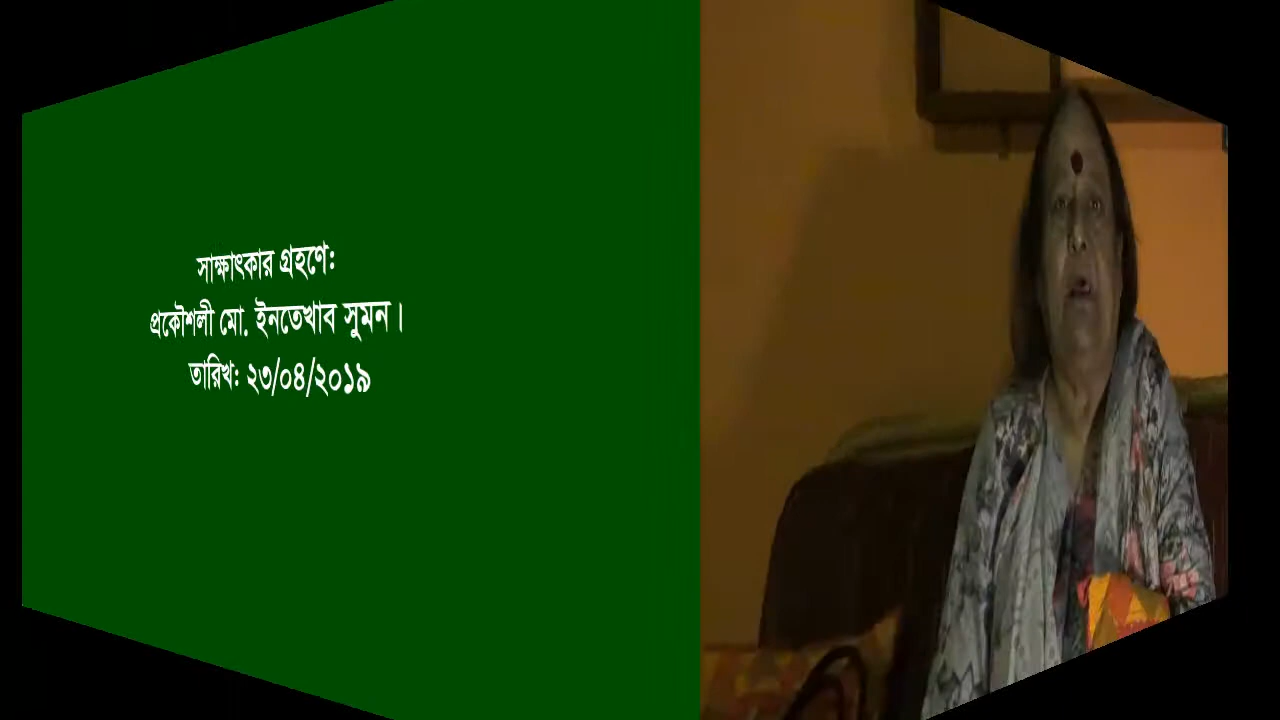 সাক্ষাৎকার গ্রহণে:
প্রকৌশলী মো. ইনতেখাব সুমন।
তারিখ: ২৩/০৪/২০১৯